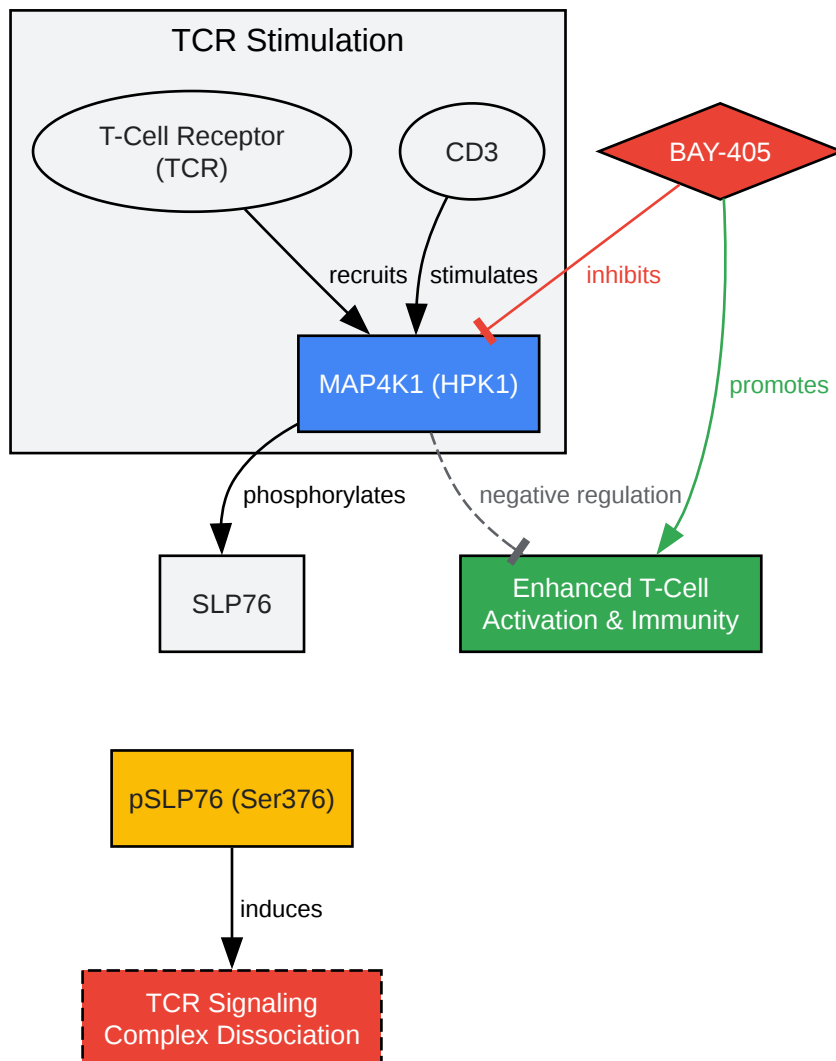 TCR Stimulation
T-Cell Receptor
(TCR)
CD3
BAY-405
recruits
stimulates
inhibits
MAP4K1 (HPK1)
promotes
phosphorylates
negative regulation
SLP76
Enhanced T-Cell
Activation & Immunity
pSLP76 (Ser376)
induces
TCR Signaling
Complex Dissociation